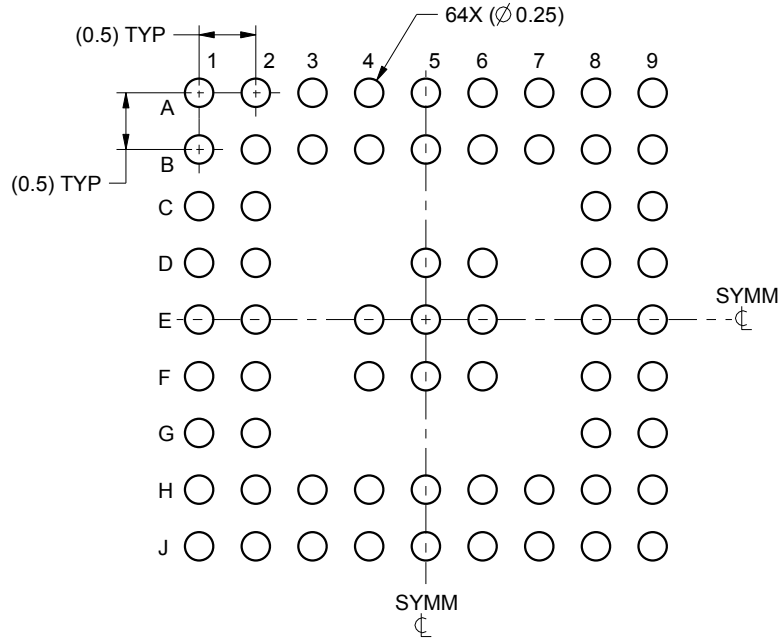 64X (∅ 0.25)
(0.5) TYP
1 2 3 4 5 6 7 8 9
A
B
(0.5) TYP
C
D
SYMM
E
℄
F
G
H
J
SYMM
℄